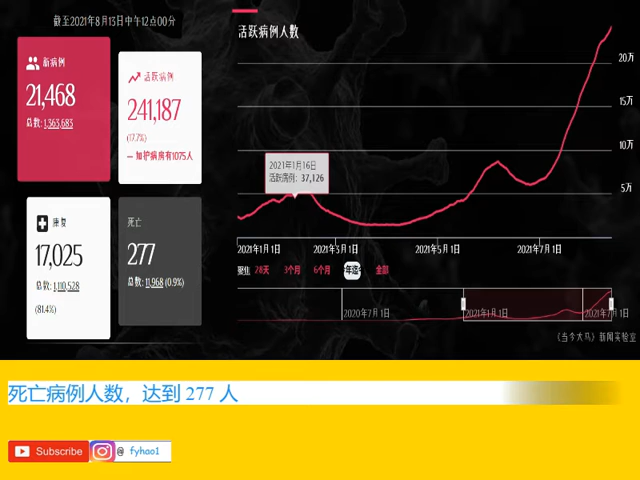 截至2021年8月13日中午12点00分
新病例
21,468
总数: 1,363,683
活跃病例
241,187
(17.7%)
— 加护病房有1075人
康复
17,025
总数: 1,110,528
(81.4%)
死亡
277
总数: 11,968 (0.9%)
活跃病例人数
20万
15万
10万
5万
2021年1月16日
活跃病例: 37,126
2021年1月1日
2021年3月1日
2021年5月1日
2021年7月1日
聚焦 28天 3个月 6个月 全部
2020年7月1日
2021年1月1日
2021年7月1日
《当今大马》新闻实验室
死亡病例人数，达到 277 人
Subscribe
@ fyhao1